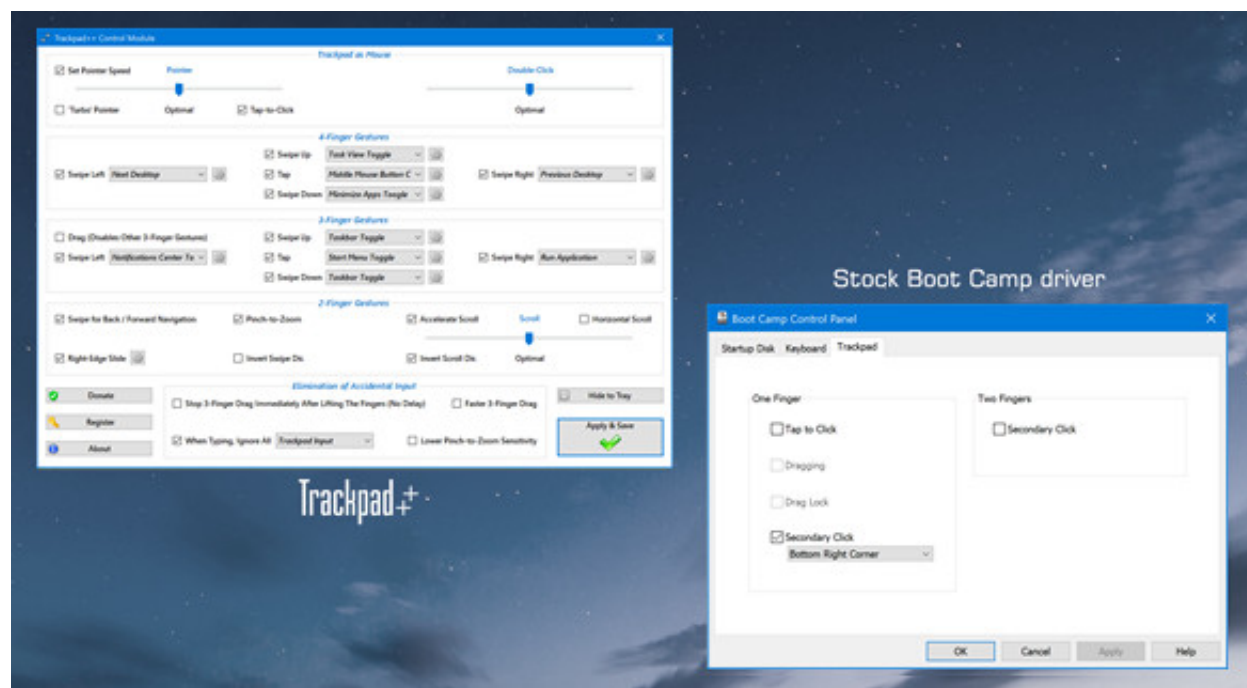 Trackpad++ Control Module
Trackpad as Mouse
Set Pointer Speed Pointer Double-Click
'Turbo' Pointer Optimal Tap-to-Click Optimal
4-Finger Gestures
Swipe Up Task View Toggle
Swipe Left Next Desktop Tap Middle Mouse Button C Swipe Right Previous Desktop
Swipe Down Minimize Apps Toggle
3-Finger Gestures
Drag (Disables Other 3-Finger Gestures) Swipe Up Taskbar Toggle
Swipe Left Notifications Center To Tap Start Menu Toggle Swipe Right Run Application
Swipe Down Taskbar Toggle
2-Finger Gestures
Swipe for Back / Forward Navigation Pinch-to-Zoom Accelerate Scroll Scroll Horizontal Scroll
Right-Edge Slide Invert Swipe Dir. Invert Scroll Dir. Optimal
Elimination of Accidental Input
Donate Stop 3-Finger Drag Immediately After Lifting The Fingers (No Delay) Faster 3-Finger Drag Hide to Tray
Register
When Typing, Ignore All Trackpad Input Lower Pinch-to-Zoom Sensitivity Apply & Save
About
Trackpad++
Stock Boot Camp driver
Boot Camp Control Panel
Startup Disk Keyboard Trackpad
One Finger Two Fingers
Tap to Click Secondary Click
Dragging
Drag Lock
Secondary Click
Bottom Right Corner
OK Cancel Apply Help